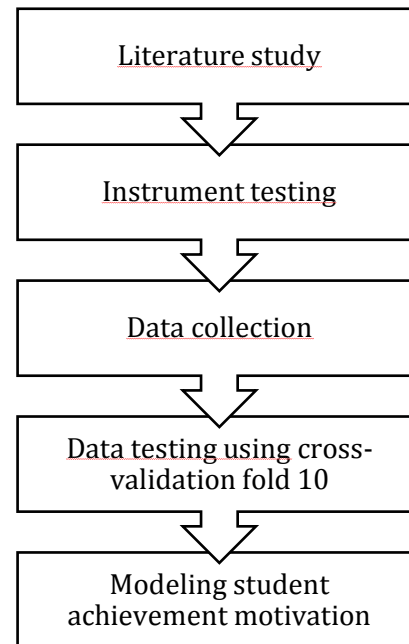 Literature study
Instrument testing
Data collection
Data testing using cross-
validation fold 10
Modeling student
achievement motivation